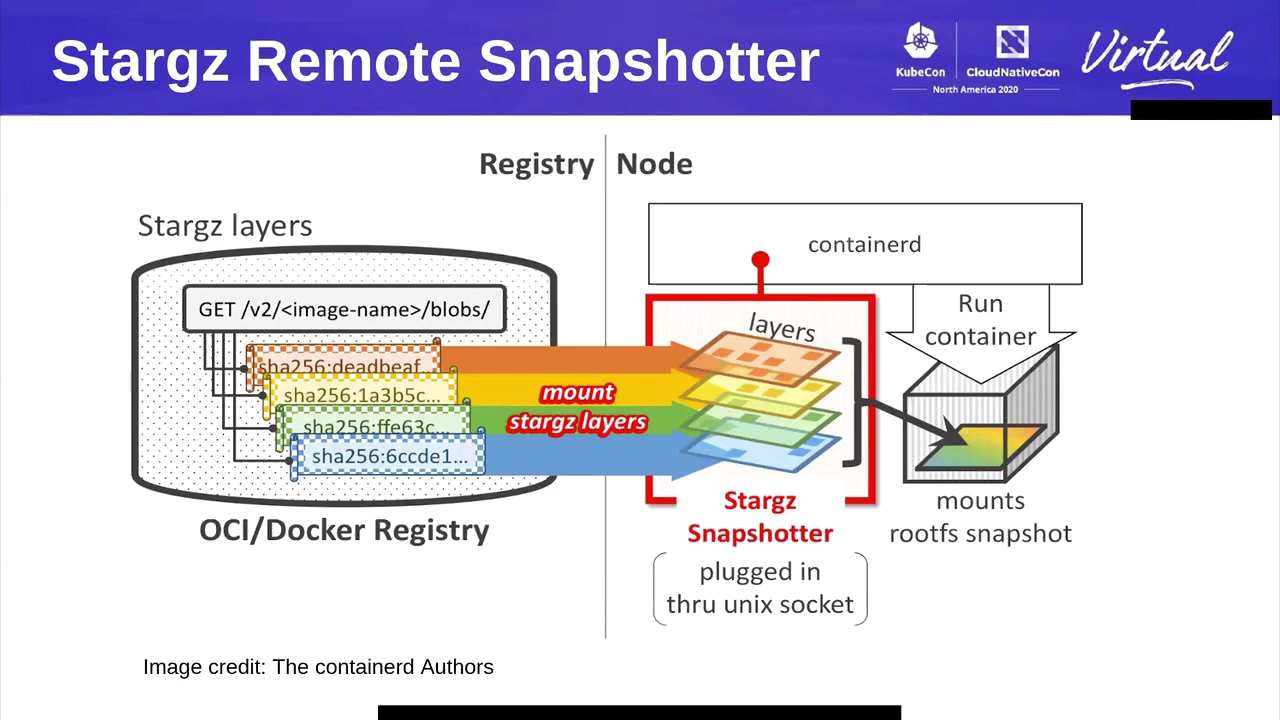 Stargz Remote Snapshotter
KubeCon
CloudNativeCon
North America 2020
Virtual
Registry
Node
Stargz layers
GET /v2/<image-name>/blobs/
sha256:deadbeaf...
sha256:1a3b5c...
sha256:ffe63c...
sha256:6ccde1...
OCI/Docker Registry
mount
stargz layers
containerd
layers
Run
container
Stargz
Snapshotter
plugged in
thru unix socket
mounts
rootfs snapshot
Image credit: The containerd Authors